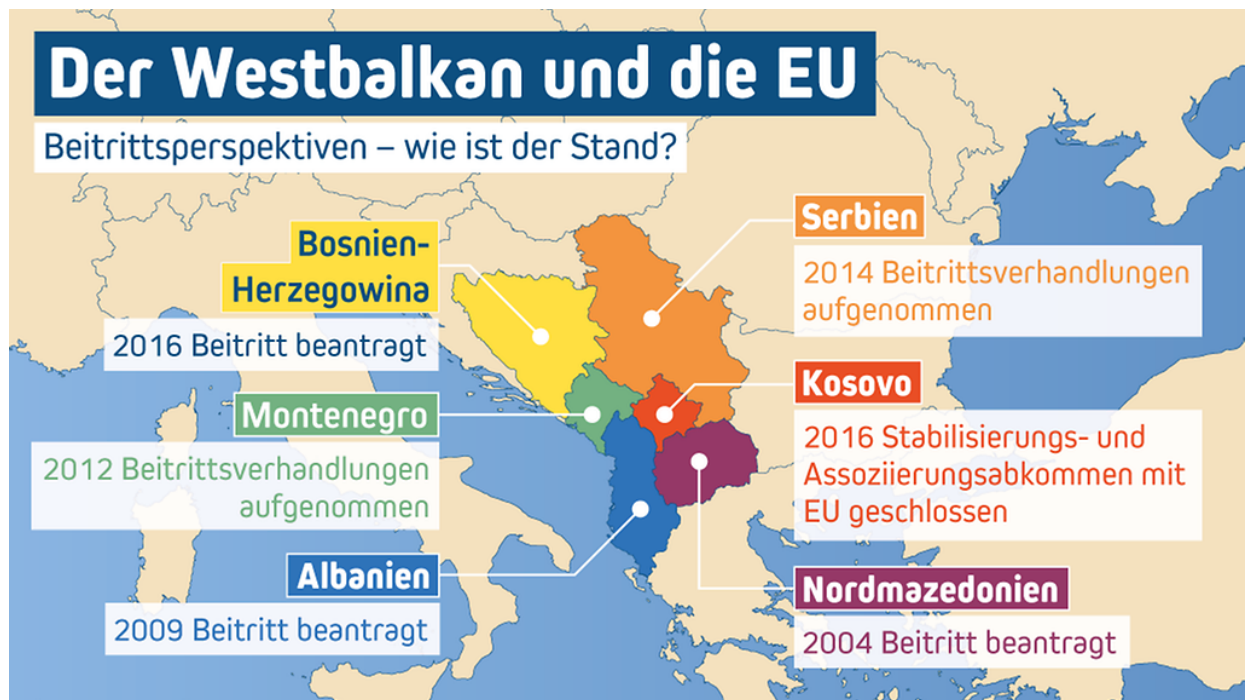 Der Westbalkan und die EU
Beitrittsperspektiven – wie ist der Stand?
Bosnien-
Herzegowina
2016 Beitritt beantragt
Montenegro
2012 Beitrittsverhandlungen
aufgenommen
Albanien
2009 Beitritt beantragt
Serbien
2014 Beitrittsverhandlungen
aufgenommen
Kosovo
2016 Stabilisierungs- und
Assoziierungsabkommen mit
EU geschlossen
Nordmazedonien
2004 Beitritt beantragt